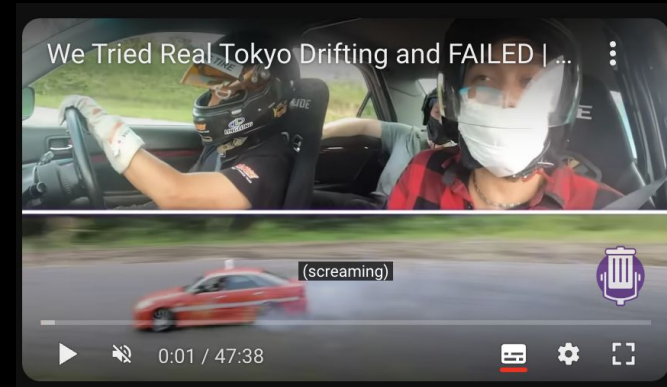 We Tried Real Tokyo Drifting and FAILED | ...
(screaming)
0:01 / 47:38